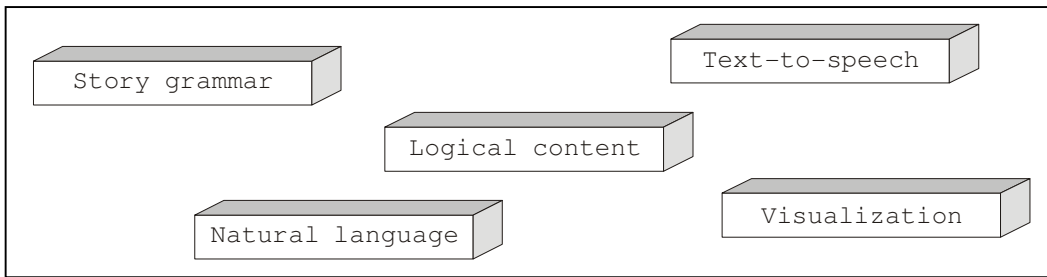 Story grammar
Text-to-speech
Logical content
Natural language
Visualization